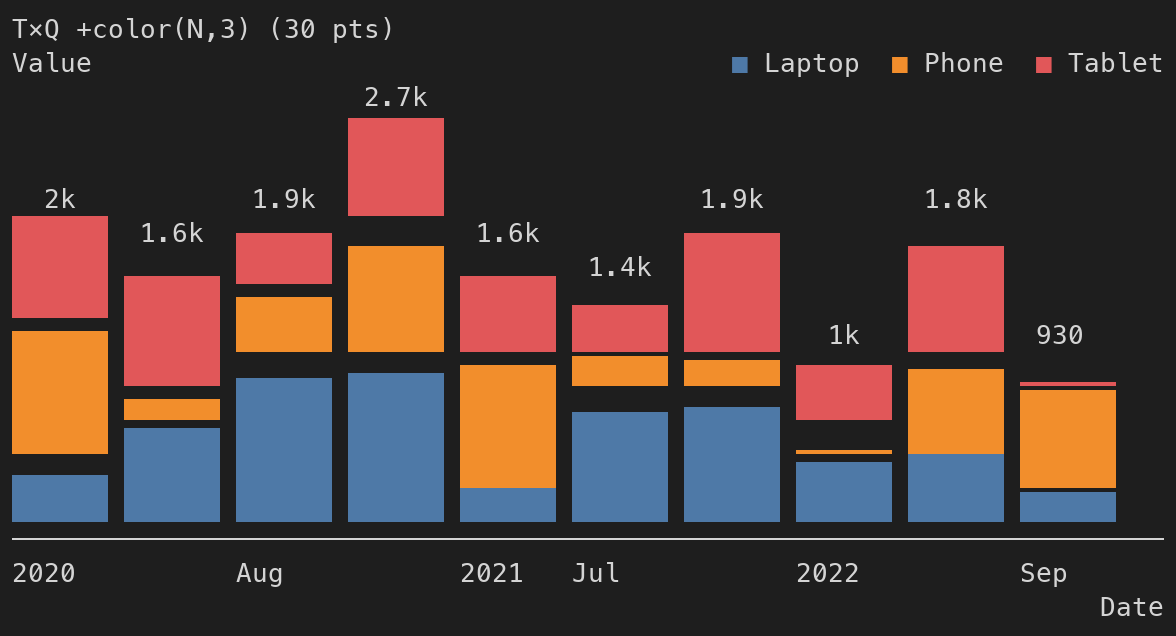 T×Q +color(N,3) (30 pts)
Value
■ Laptop ■ Phone ■ Tablet
2.7k
2k 1.9k 1.9k 1.8k
1.6k 1.6k
1.4k
1k 930
2020 Aug 2021 Jul 2022 Sep
Date